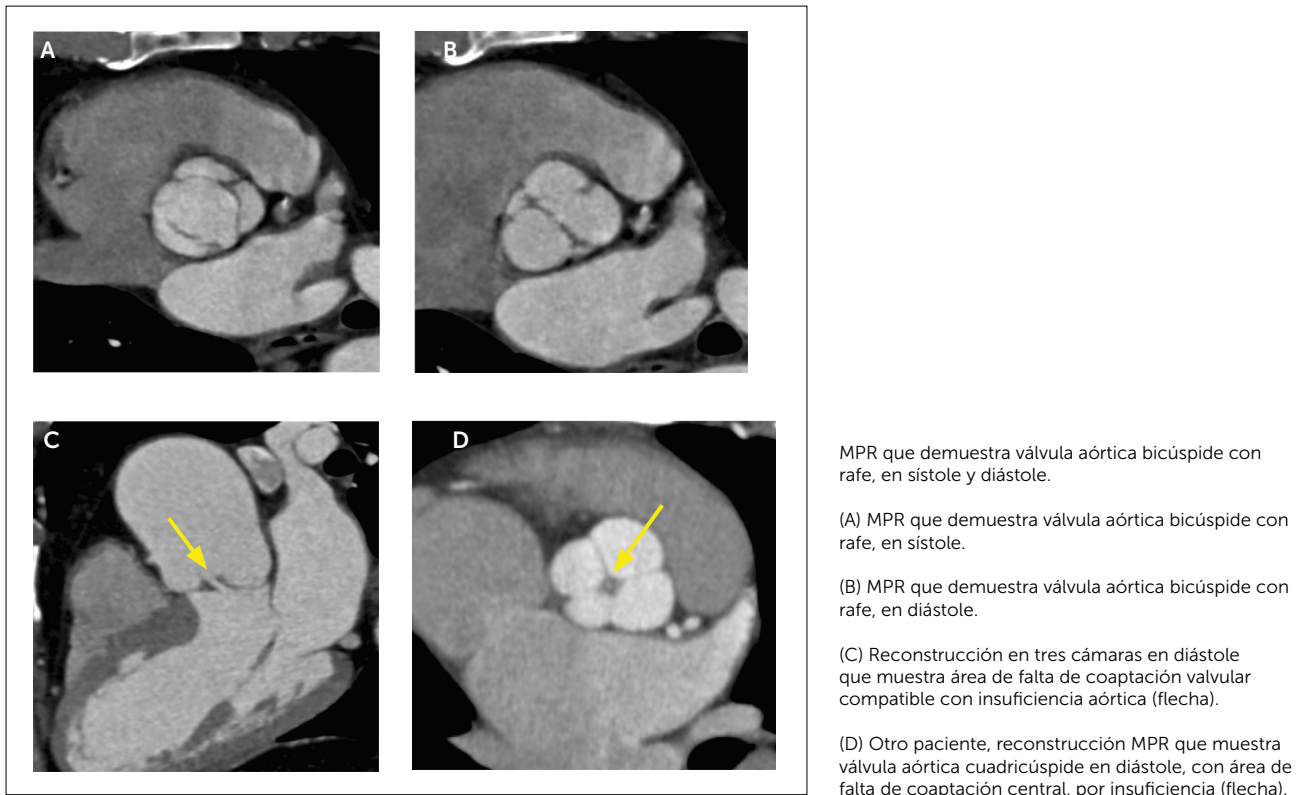 A
B
C
D
MPR que demuestra válvula aórtica bicúspide con
rafe, en sístole y diástole.
(A) MPR que demuestra válvula aórtica bicúspide con
rafe, en sístole.
(B) MPR que demuestra válvula aórtica bicúspide con
rafe, en diástole.
(C) Reconstrucción en tres cámaras en diástole
que muestra área de falta de coaptación valvular
compatible con insuficiencia aórtica (flecha).
(D) Otro paciente, reconstrucción MPR que muestra
válvula aórtica cuadricúspide en diástole, con área de
falta de coaptación central, por insuficiencia (flecha).